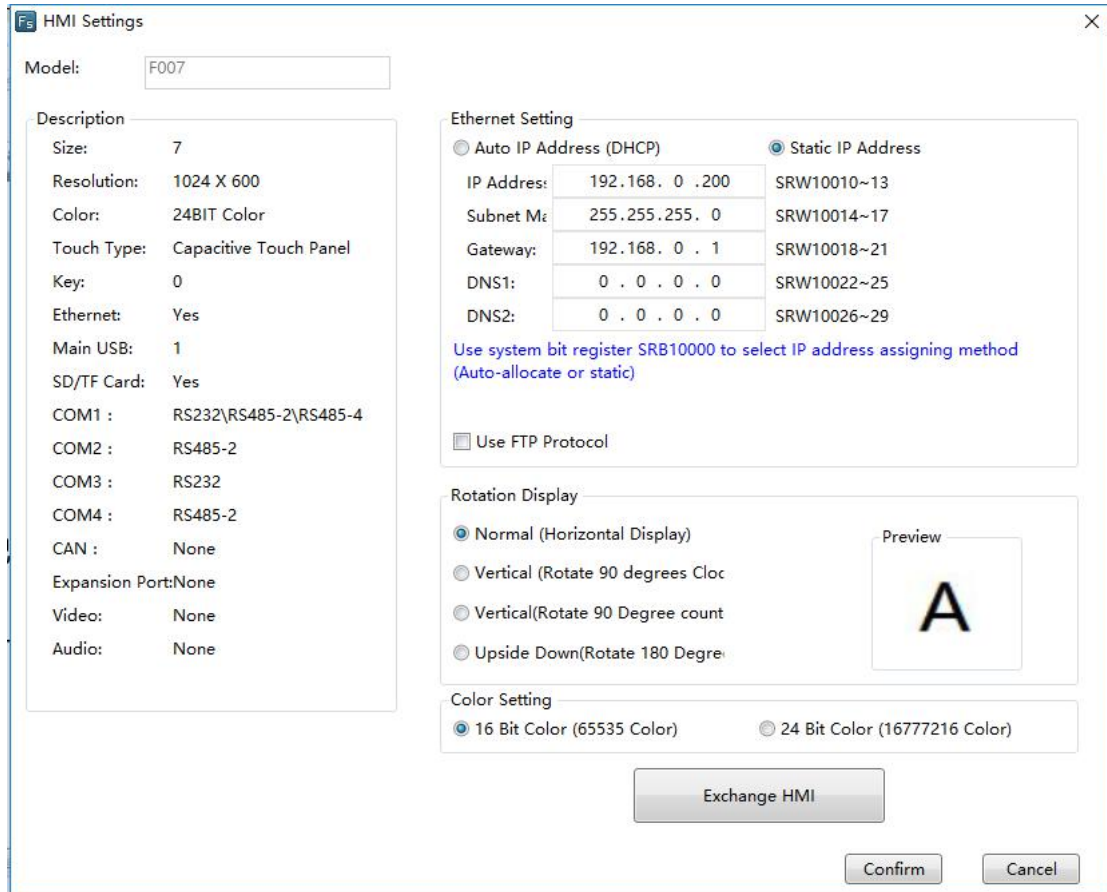 Fs HMI Settings
Model: F007
Description
Size: 7
Resolution: 1024 X 600
Color: 24BIT Color
Touch Type: Capacitive Touch Panel
Key: 0
Ethernet: Yes
Main USB: 1
SD/TF Card: Yes
COM1 : RS232\RS485-2\RS485-4
COM2 : RS485-2
COM3 : RS232
COM4 : RS485-2
CAN : None
Expansion Port:None
Video: None
Audio: None
Ethernet Setting
Auto IP Address (DHCP) Static IP Address
IP Address: 192.168. 0 .200 SRW10010~13
Subnet Ma 255.255.255. 0 SRW10014~17
Gateway: 192.168. 0 . 1 SRW10018~21
DNS1: 0 . 0 . 0 . 0 SRW10022~25
DNS2: 0 . 0 . 0 . 0 SRW10026~29
Use system bit register SRB10000 to select IP address assigning method
(Auto-allocate or static)
Use FTP Protocol
Rotation Display
Normal (Horizontal Display)
Vertical (Rotate 90 degrees Cloc
Vertical(Rotate 90 Degree count
Upside Down(Rotate 180 Degre
Preview
A
Color Setting
16 Bit Color (65535 Color) 24 Bit Color (16777216 Color)
Exchange HMI
Confirm Cancel